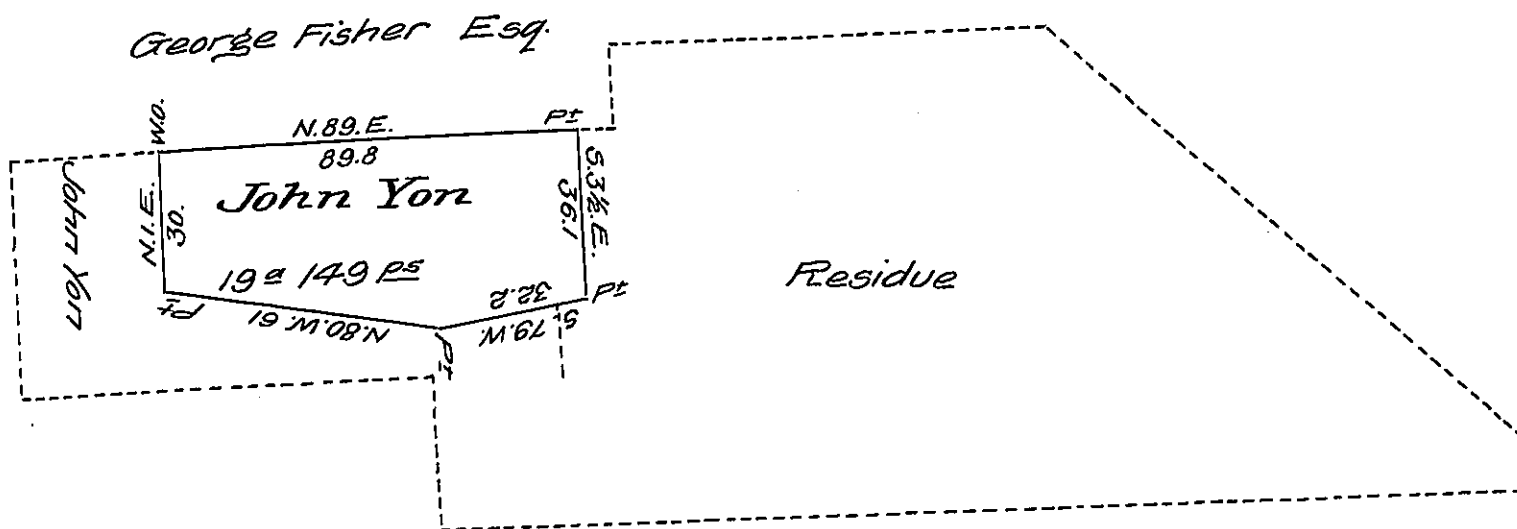 George Fisher Esq.
W.O.
N.89.E.
Pt
89.8
John Yon
John Yon
N.1.E.
30.
S.3½.E.
36.1
19 a 149 ps
Residue
Pt
N.80.W. 61
Pt
32.2
S. 79.W.
Pt